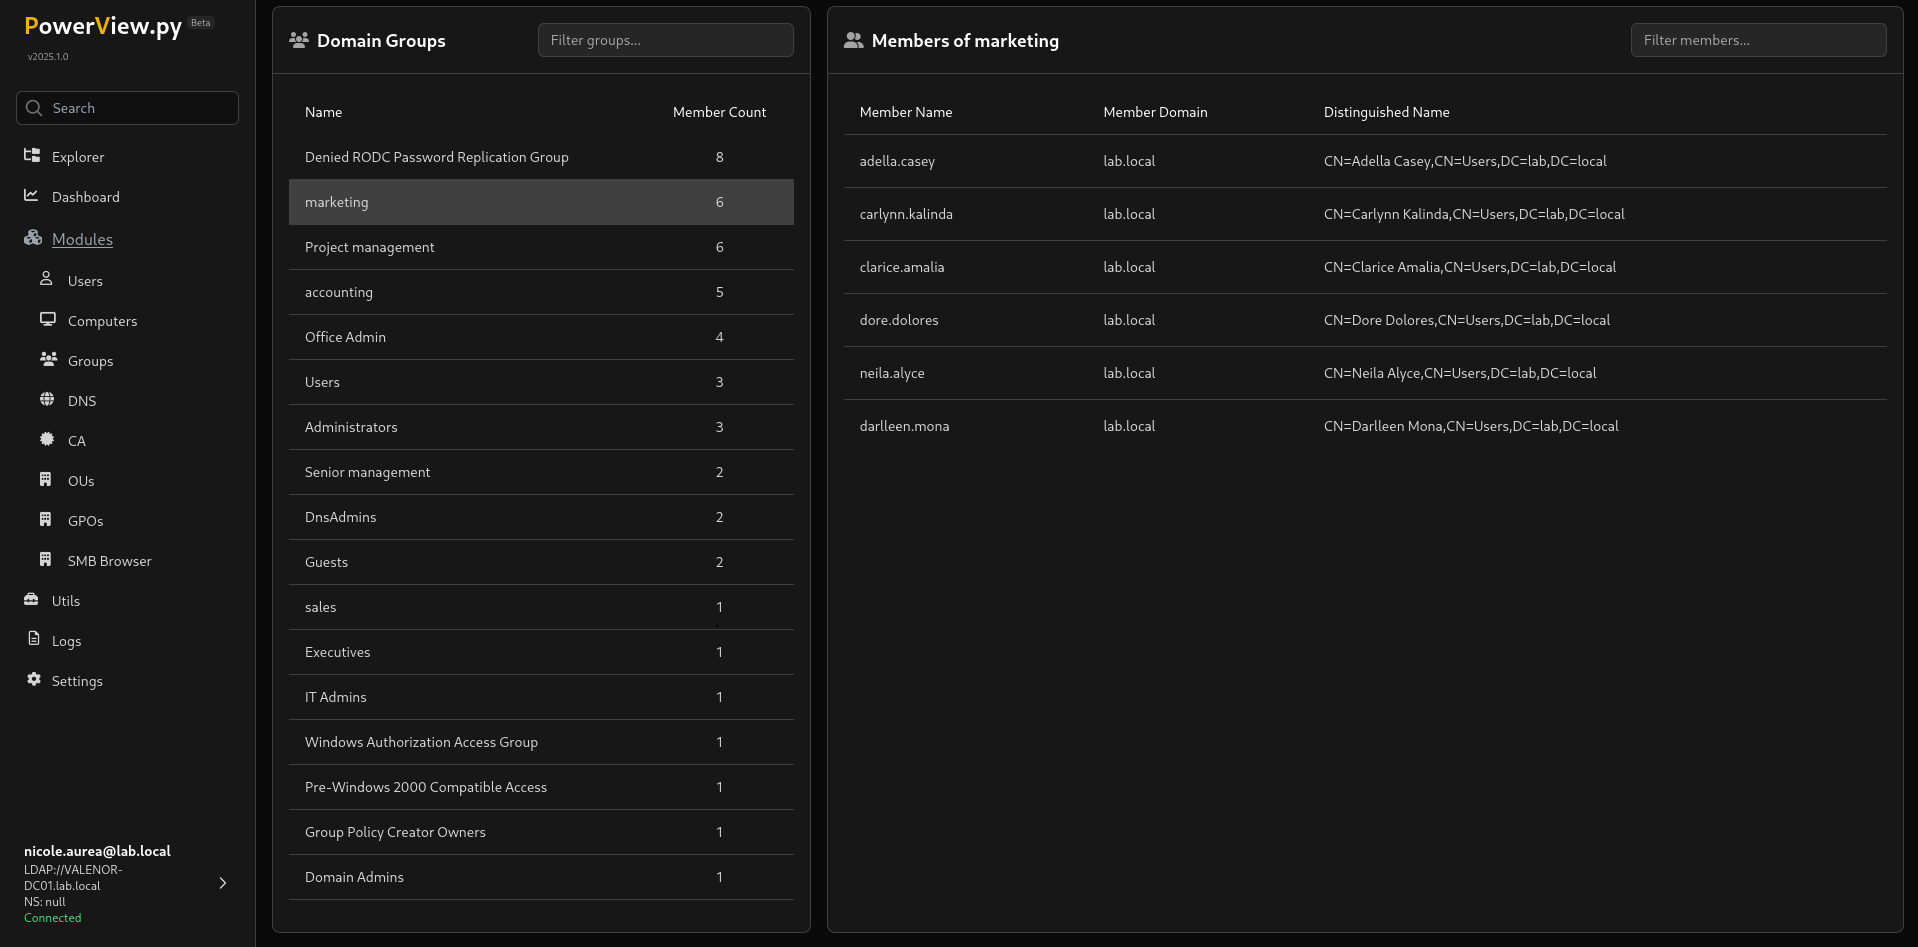 PowerView.py Beta
v2025.1.0
Search
Explorer
Dashboard
Modules
Users
Computers
Groups
DNS
CA
OUs
GPOs
SMB Browser
Utils
Logs
Settings
nicole.aurea@lab.local
LDAP://VALENOR-
DC01.lab.local
NS: null
Connected
Domain Groups
Filter groups...
Name Member Count
Denied RODC Password Replication Group 8
marketing 6
Project management 6
accounting 5
Office Admin 4
Users 3
Administrators 3
Senior management 2
DnsAdmins 2
Guests 2
sales 1
Executives 1
IT Admins 1
Windows Authorization Access Group 1
Pre-Windows 2000 Compatible Access 1
Group Policy Creator Owners 1
Domain Admins 1
Members of marketing
Filter members...
Member Name Member Domain Distinguished Name
adella.casey lab.local CN=Adella Casey,CN=Users,DC=lab,DC=local
carlynn.kalinda lab.local CN=Carlynn Kalinda,CN=Users,DC=lab,DC=local
clarice.amalia lab.local CN=Clarice Amalia,CN=Users,DC=lab,DC=local
dore.dolores lab.local CN=Dore Dolores,CN=Users,DC=lab,DC=local
neila.alyce lab.local CN=Neila Alyce,CN=Users,DC=lab,DC=local
darlleen.mona lab.local CN=Darlleen Mona,CN=Users,DC=lab,DC=local